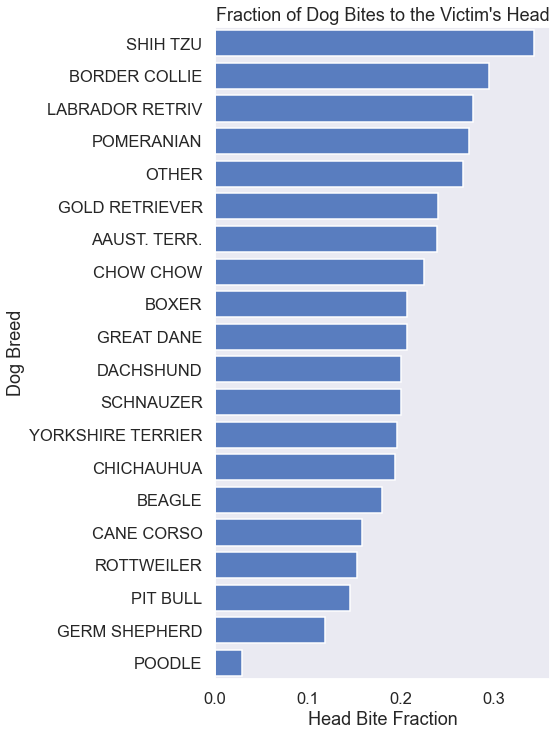 Fraction of Dog Bites to the Victim's Head
SHIH TZU
BORDER COLLIE
LABRADOR RETRIV
POMERANIAN
OTHER
GOLD RETRIEVER
AAUST. TERR.
CHOW CHOW
BOXER
GREAT DANE
DACHSHUND
SCHNAUZER
YORKSHIRE TERRIER
CHICHAUHUA
BEAGLE
CANE CORSO
ROTTWEILER
PIT BULL
GERM SHEPHERD
POODLE
Dog Breed
0.0 0.1 0.2 0.3
Head Bite Fraction